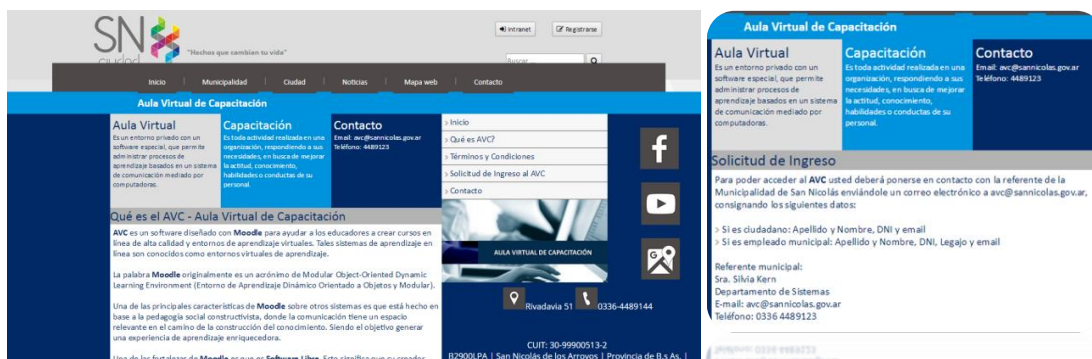 SN
ciudad
"Hechos que cambian tu vida"
Intranet
Registrarse
Buscar...
Inicio | Municipalidad | Ciudad | Noticias | Mapa web | Contacto
Aula Virtual de Capacitación
Aula Virtual
Es un entorno privado con un
software especial, que permite
administrar procesos de
aprendizaje basados en un sistema
de comunicación mediado por
computadoras.
Capacitación
Es toda actividad realizada en una
organización, respondiendo a sus
necesidades, en busca de mejorar
la actitud, conocimiento,
habilidades o conductas de su
personal.
Contacto
Email: avc@sannicolas.gov.ar
Teléfono: 4489123
> Inicio
> Qué es AVC?
> Términos y Condiciones
> Solicitud de Ingreso al AVC
> Contacto
Qué es el AVC - Aula Virtual de Capacitación
AVC es un software diseñado con Moodle para ayudar a los educadores a crear cursos en
línea de alta calidad y entornos de aprendizaje virtuales. Tales sistemas de aprendizaje en
línea son conocidos como entornos virtuales de aprendizaje.
La palabra Moodle originalmente es un acrónimo de Modular Object-Oriented Dynamic
Learning Environment (Entorno de Aprendizaje Dinámico Orientado a Objetos y Modular).
Una de las principales características de Moodle sobre otros sistemas es que está hecho en
base a la pedagogía social constructivista, donde la comunicación tiene un espacio
relevante en el camino de la construcción del conocimiento. Siendo el objetivo generar
una experiencia de aprendizaje enriquecedora.
Una de las fortalezas de Moodle es que es Software Libre. Esto significa que su creador
AULA VIRTUAL DE CAPACITACIÓN
Rivadavia 51
0336-4489144
CUIT: 30-99900513-2
B2900LPA | San Nicolás de los Arroyos | Provincia de B.s As. |
Aula Virtual de Capacitación
Aula Virtual
Es un entorno privado con un
software especial, que permite
administrar procesos de
aprendizaje basados en un sistema
de comunicación mediado por
computadoras.
Capacitación
Es toda actividad realizada en una
organización, respondiendo a sus
necesidades, en busca de mejorar
la actitud, conocimiento,
habilidades o conductas de su
personal.
Contacto
Email: avc@sannicolas.gov.ar
Teléfono: 4489123
Solicitud de Ingreso
Para poder acceder al AVC usted deberá ponerse en contacto con la referente de la
Municipalidad de San Nicolás enviándole un correo electrónico a avc@sannicolas.gov.ar,
consignando los siguientes datos:
> Si es ciudadano: Apellido y Nombre, DNI y email
> Si es empleado municipal: Apellido y Nombre, DNI, Legajo y email
Referente municipal:
Sra. Silvia Kern
Departamento de Sistemas
E-mail: avc@sannicolas.gov.ar
Teléfono: 0336 4489123